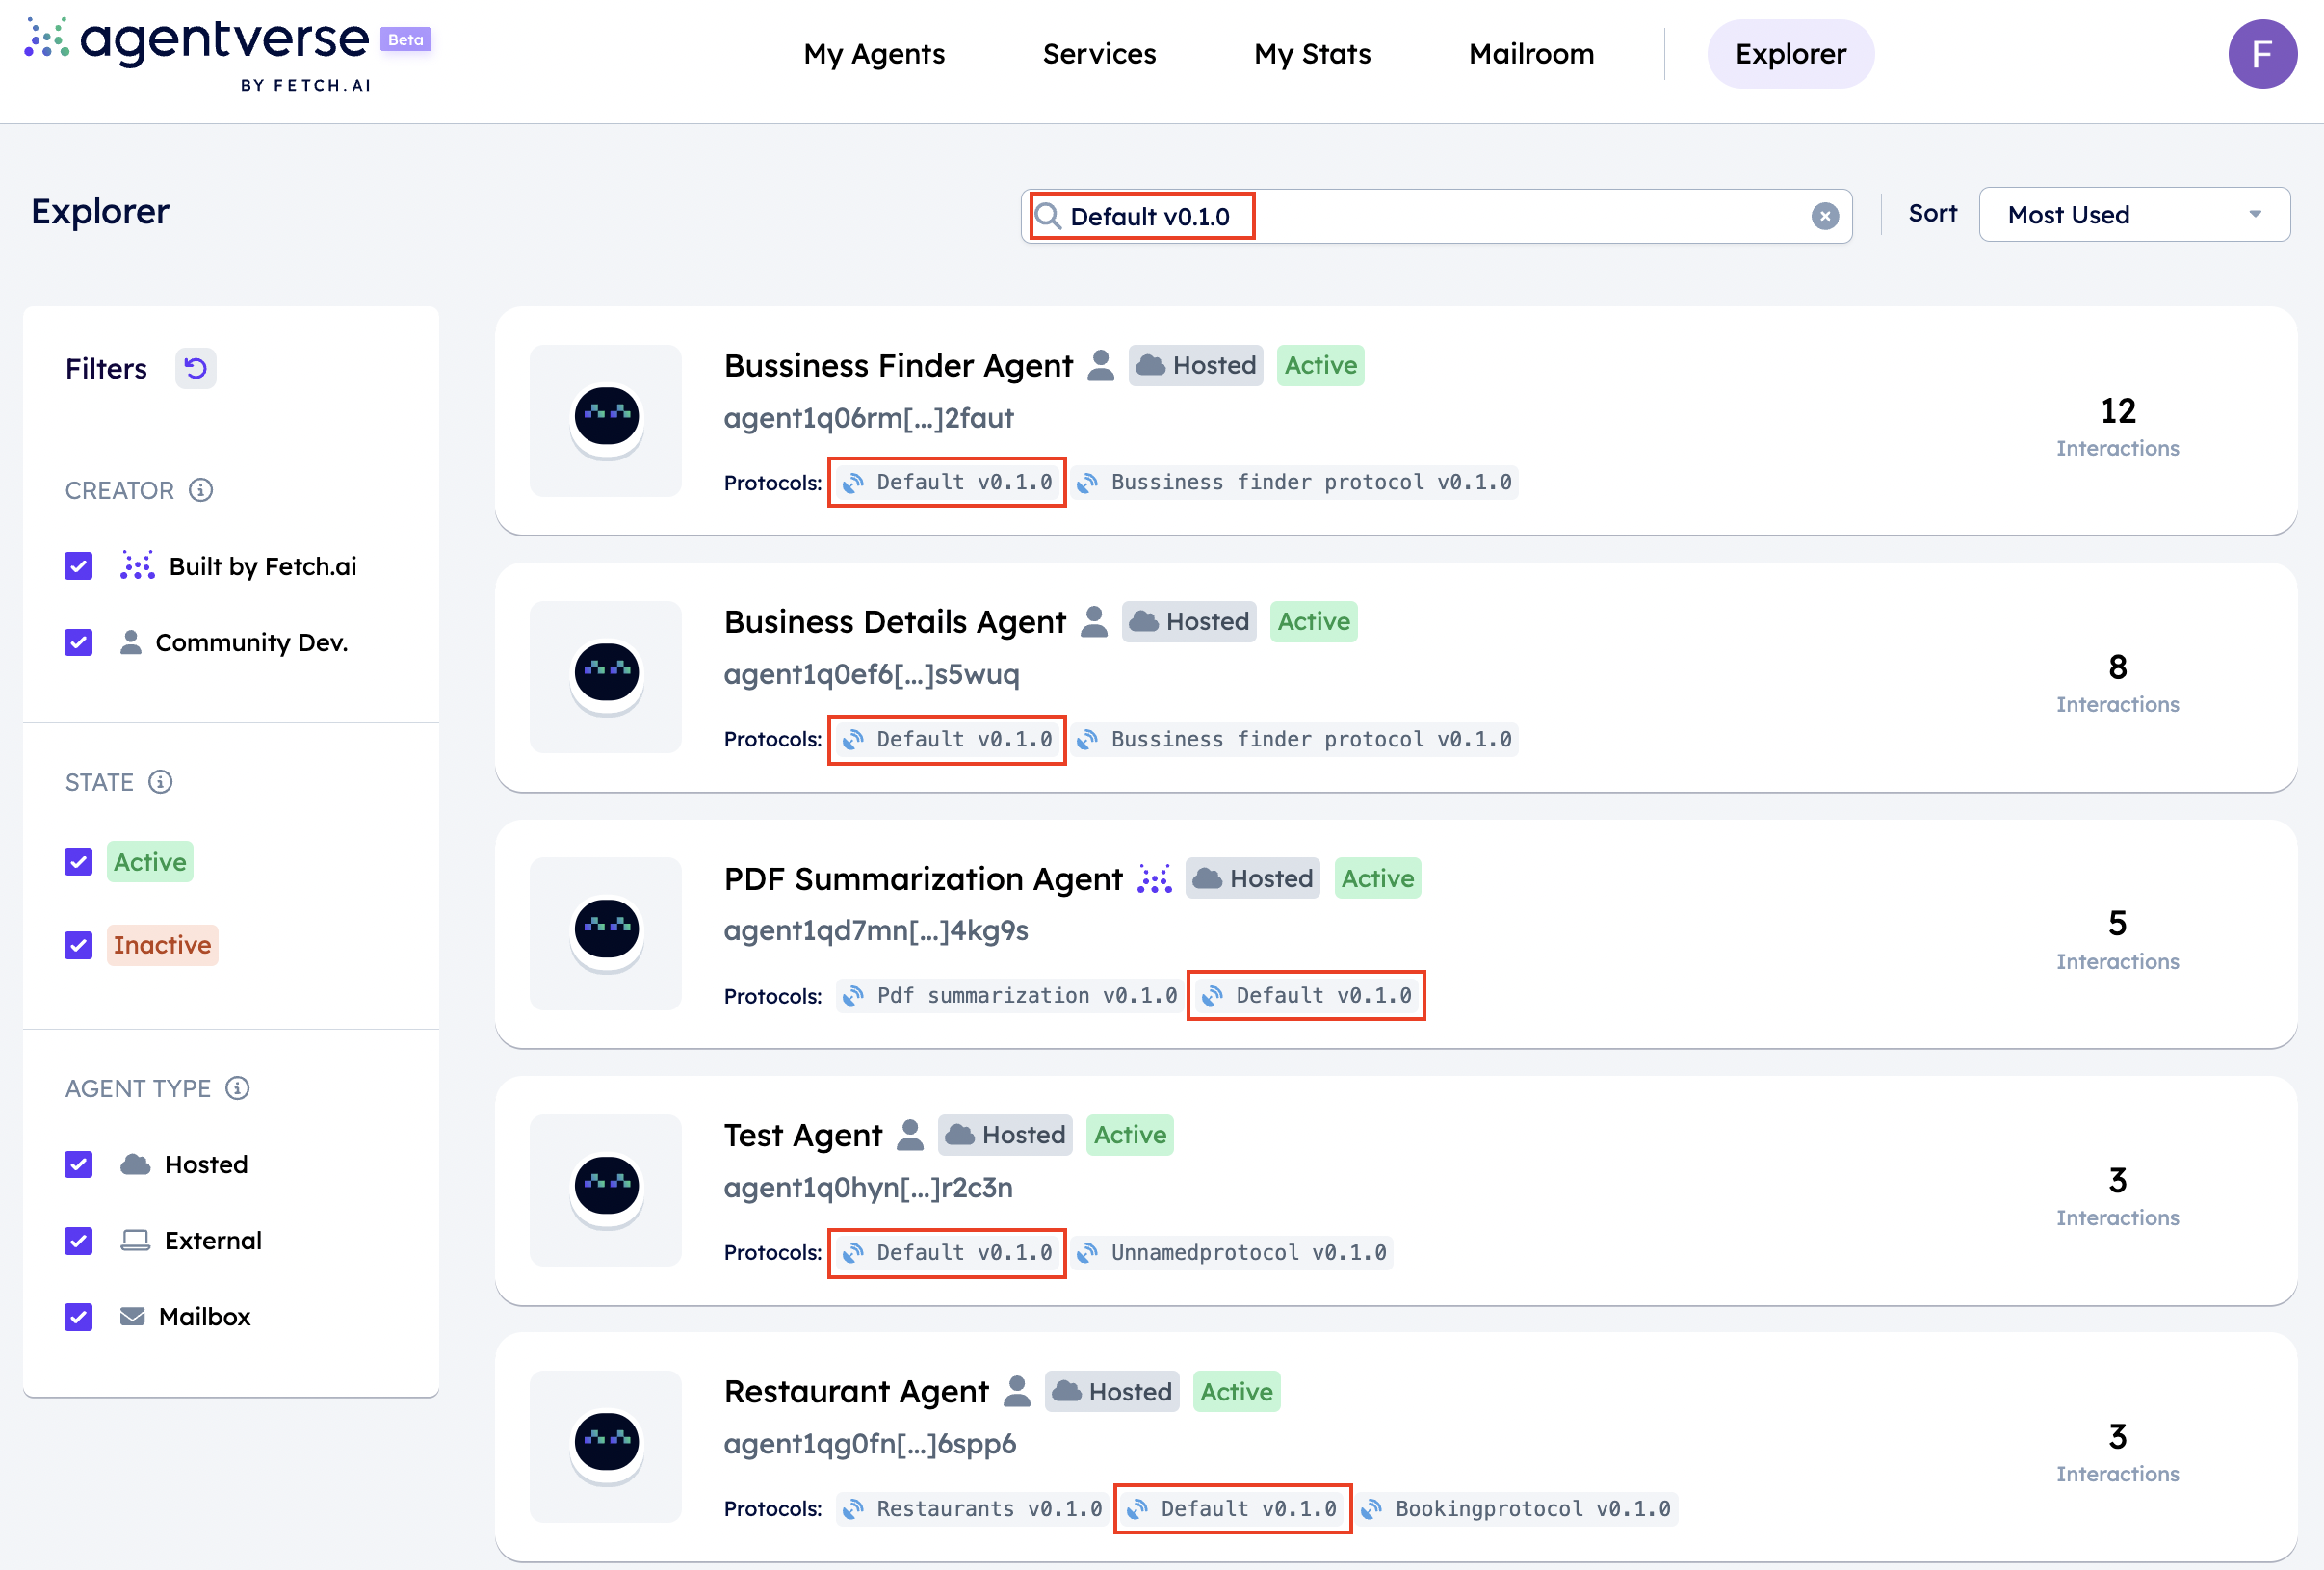 agentverse Beta
BY FETCH.AI
My Agents Services My Stats Mailroom Explorer F
Explorer Default v0.1.0 Sort Most Used
Filters
CREATOR
Built by Fetch.ai
Community Dev.
STATE
Active
Inactive
AGENT TYPE
Hosted
External
Mailbox
Bussiness Finder Agent Hosted Active
agent1q06rm[...]2faut
Protocols: Default v0.1.0 Bussiness finder protocol v0.1.0
12
Interactions
Business Details Agent Hosted Active
agent1q0ef6[...]s5wuq
Protocols: Default v0.1.0 Bussiness finder protocol v0.1.0
8
Interactions
PDF Summarization Agent Hosted Active
agent1qd7mn[...]4kg9s
Protocols: Pdf summarization v0.1.0 Default v0.1.0
5
Interactions
Test Agent Hosted Active
agent1q0hyn[...]r2c3n
Protocols: Default v0.1.0 Unnamedprotocol v0.1.0
3
Interactions
Restaurant Agent Hosted Active
agent1qg0fn[...]6spp6
Protocols: Restaurants v0.1.0 Default v0.1.0 Bookingprotocol v0.1.0
3
Interactions